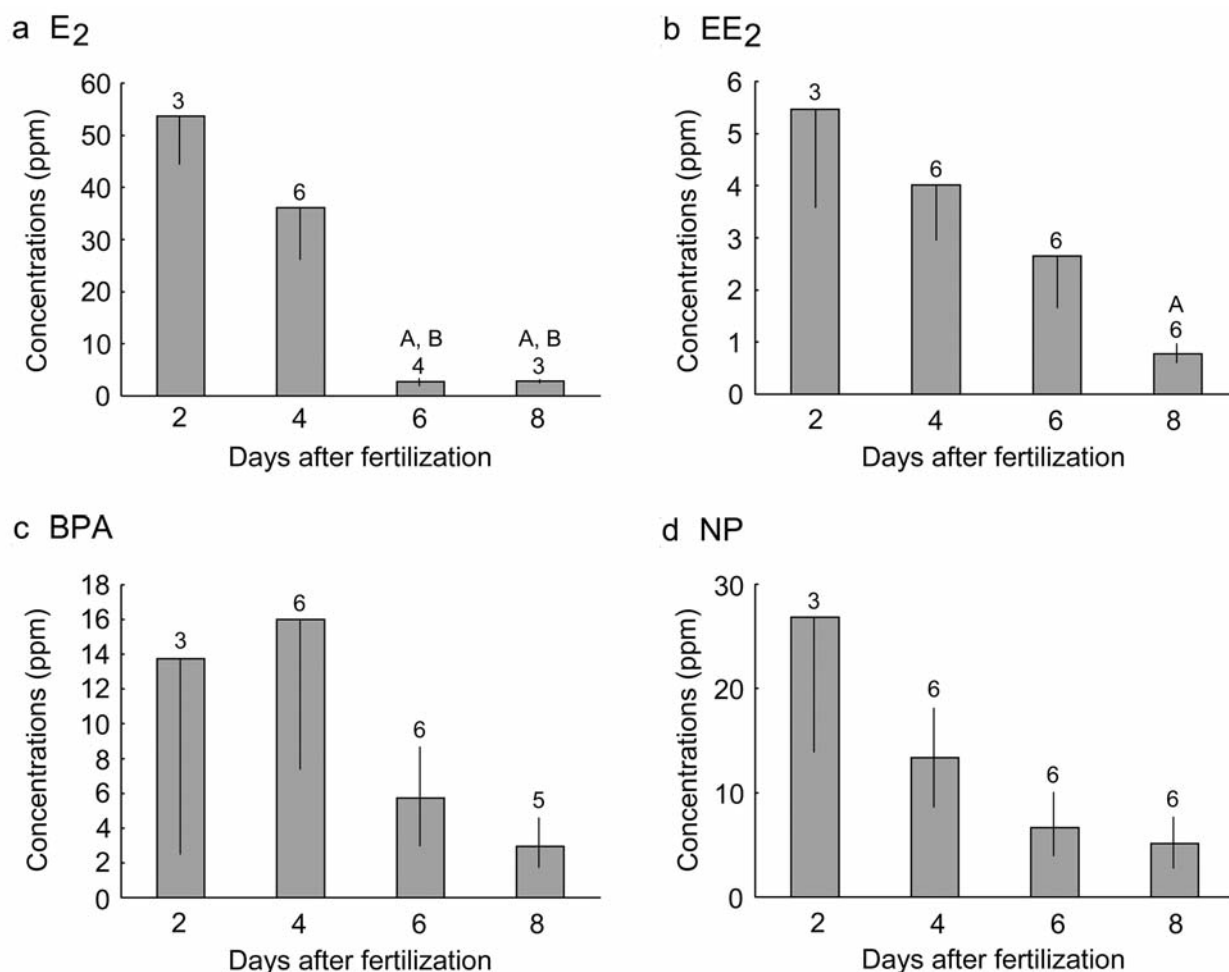 a E2
Concentrations (ppm)
60
50
40
30
20
10
0
3
6
A, B
4
A, B
3
2 4 6 8
Days after fertilization
b EE2
Concentrations (ppm)
6
5
4
3
2
1
0
3
6
6
A
6
2 4 6 8
Days after fertilization
c BPA
Concentrations (ppm)
18
16
14
12
10
8
6
4
2
0
3
6
6
5
2 4 6 8
Days after fertilization
d NP
Concentrations (ppm)
30
20
10
0
3
6
6
6
2 4 6 8
Days after fertilization